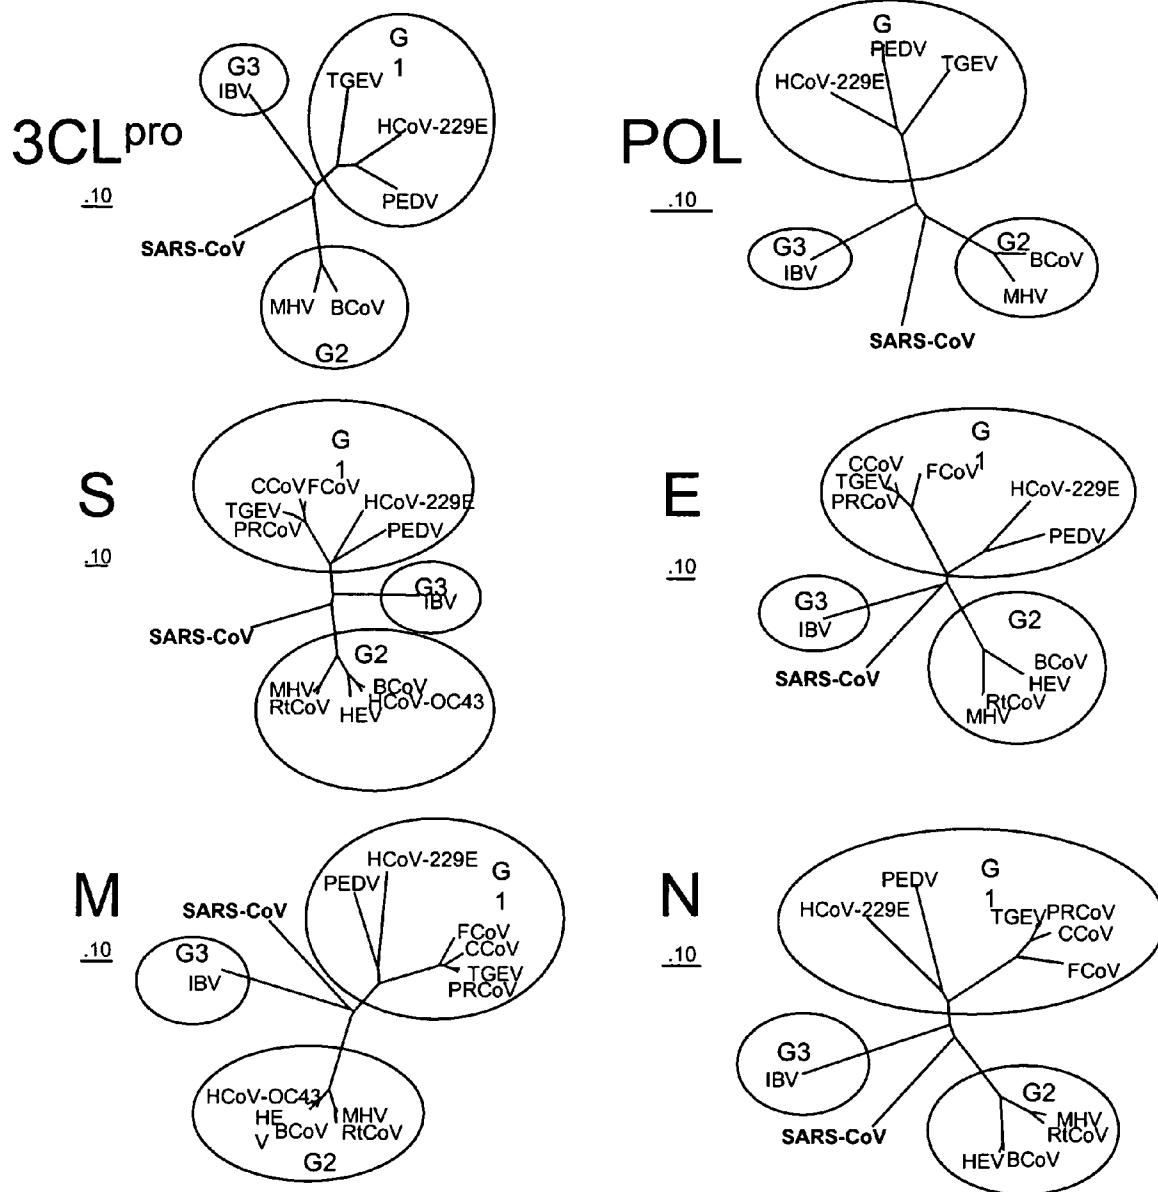 3CLpro
.10
G3
IBV
G
1
TGEV
HCoV-229E
PEDV
SARS-CoV
MHV
BCoV
G2
POL
.10
G
PEDV
TGEV
HCoV-229E
G3
IBV
G2
BCoV
MHV
SARS-CoV
S
.10
G
1
CCoV
FCoV
TGEV
PRCoV
HCoV-229E
PEDV
G3
IBV
SARS-CoV
G2
MHV
RtCoV
BCoV
HCoV-OC43
HEV
E
.10
G
1
CCoV
TGEV
PRCoV
FCoV
HCoV-229E
PEDV
G3
IBV
SARS-CoV
G2
BCoV
HEV
RtCoV
MHV
M
.10
HCoV-229E
PEDV
G
1
SARS-CoV
FCoV
CCoV
TGEV
PRCoV
G3
IBV
HCoV-OC43
HE
V
BCoV
MHV
RtCoV
G2
N
.10
PEDV
HCoV-229E
G
1
TGEV
PRCoV
CCoV
FCoV
G3
IBV
SARS-CoV
G2
MHV
RtCoV
HEV
BCoV